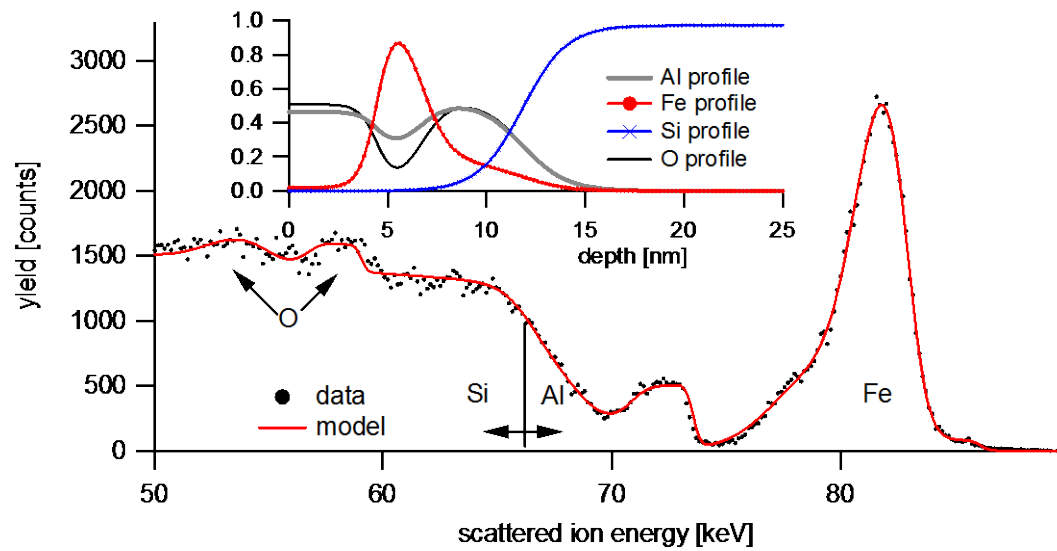 3000
2500
2000
1500
1000
500
0
yield [counts]
1.0
0.8
0.6
0.4
0.2
0.0
0 5 10 15 20 25
depth [nm]
Al profile
Fe profile
Si profile
O profile
O
data
model
Si Al
Fe
50 60 70 80
scattered ion energy [keV]